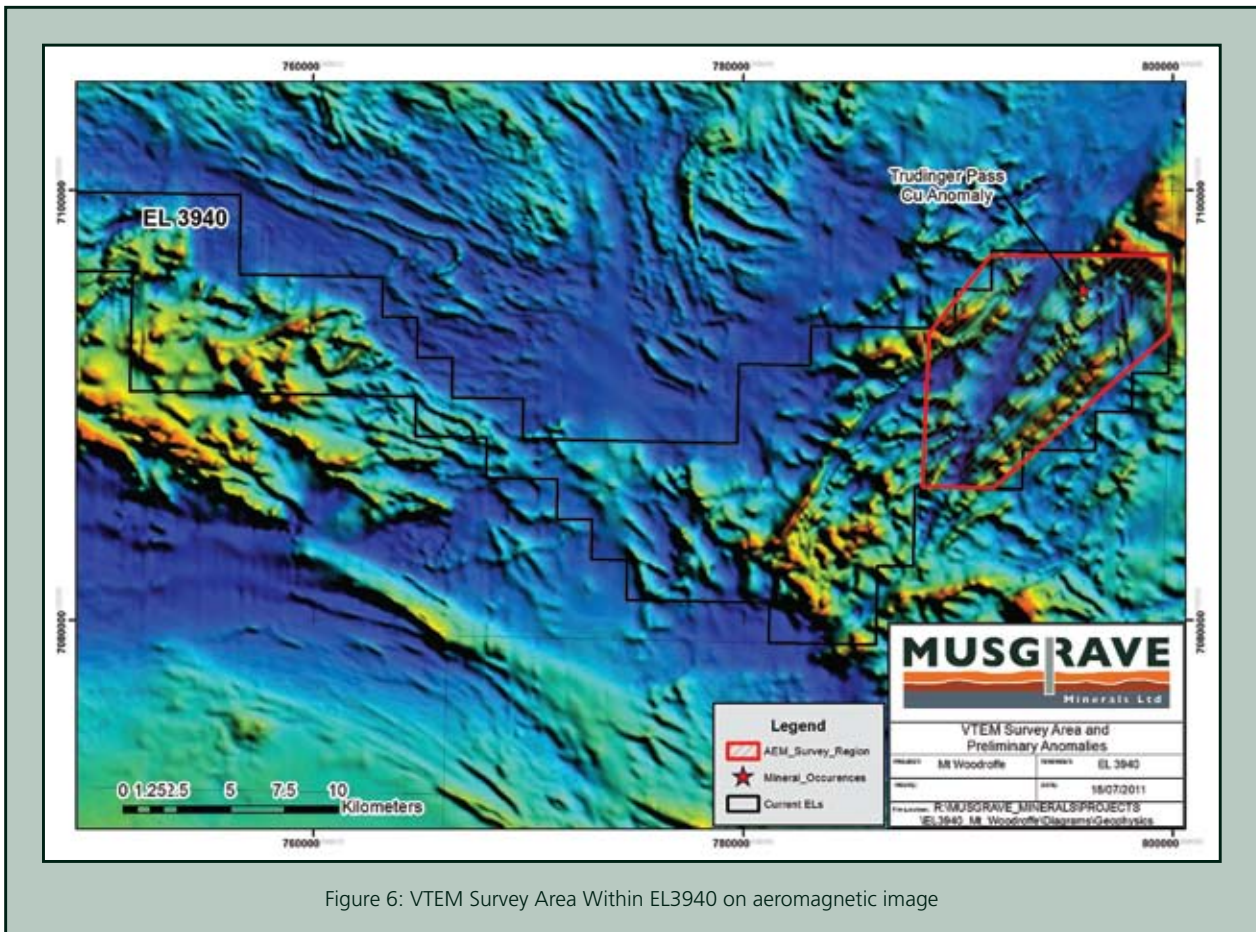 760000
780000
800000
7100000
7100000
Trudinger Pass
Cu Anomaly
EL 3940
7080000
7080000
MUSGRAVE
Minerals Ltd
VTEM Survey Area and
Preliminary Anomalies
Mt Woodroffe
EL 3940
18/07/2011
R:\MUSGRAVE_MINERALS\PROJECTS
\EL3940_Mt_Woodroffe\Diagrams\Geophysics
Legend
AEM_Survey_Region
Mineral_Occurences
Current ELs
0 1.252.5 5 7.5 10
Kilometers
760000
780000
800000
Figure 6: VTEM Survey Area Within EL3940 on aeromagnetic image